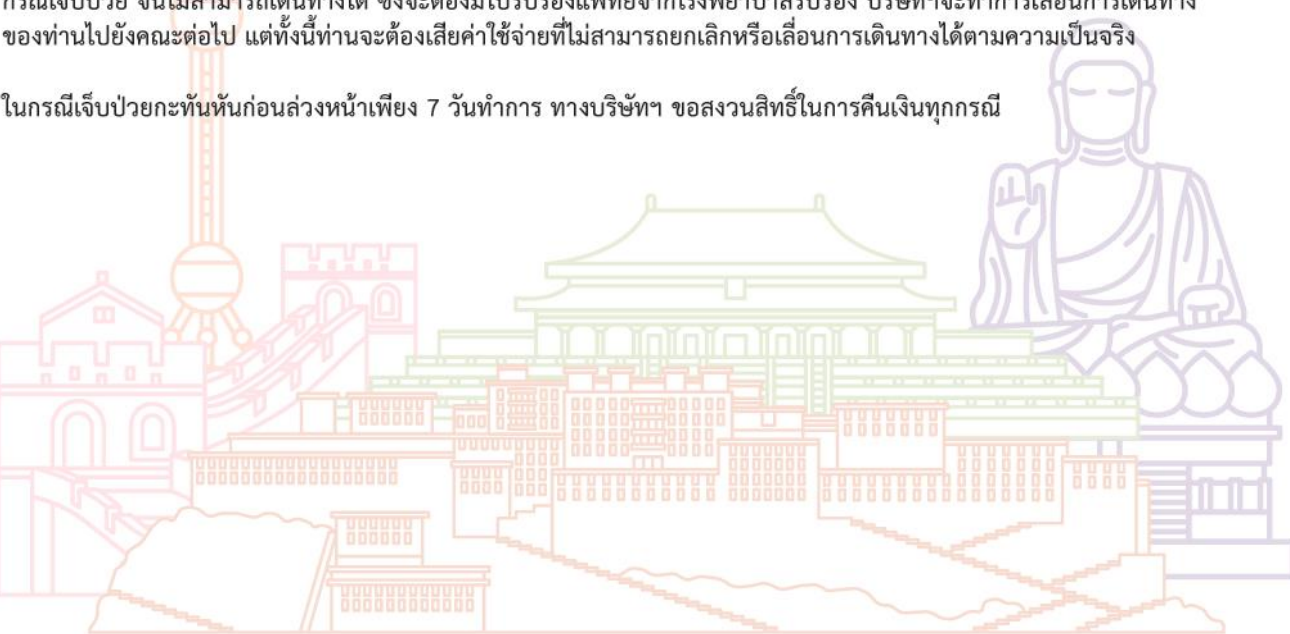 กรณีเจ็บป่วย จนไม่สามารถเดินทางได้ ซึ่งจะต้องมีใบรับรองแพทย์จากโรงพยาบาลรับรอง บริษัทฯจะทำการเลื่อนการเดินทาง
ของท่านไปยังคณะต่อไป แต่ทั้งนี้ท่านจะต้องเสียค่าใช้จ่ายที่ไม่สามารถยกเลิกหรือเลื่อนการเดินทางได้ตามความเป็นจริง
ในกรณีเจ็บป่วยกะทันหันก่อนล่วงหน้าเพียง 7 วันทำการ ทางบริษัทฯ ขอสงวนสิทธิ์ในการคืนเงินทุกกรณี